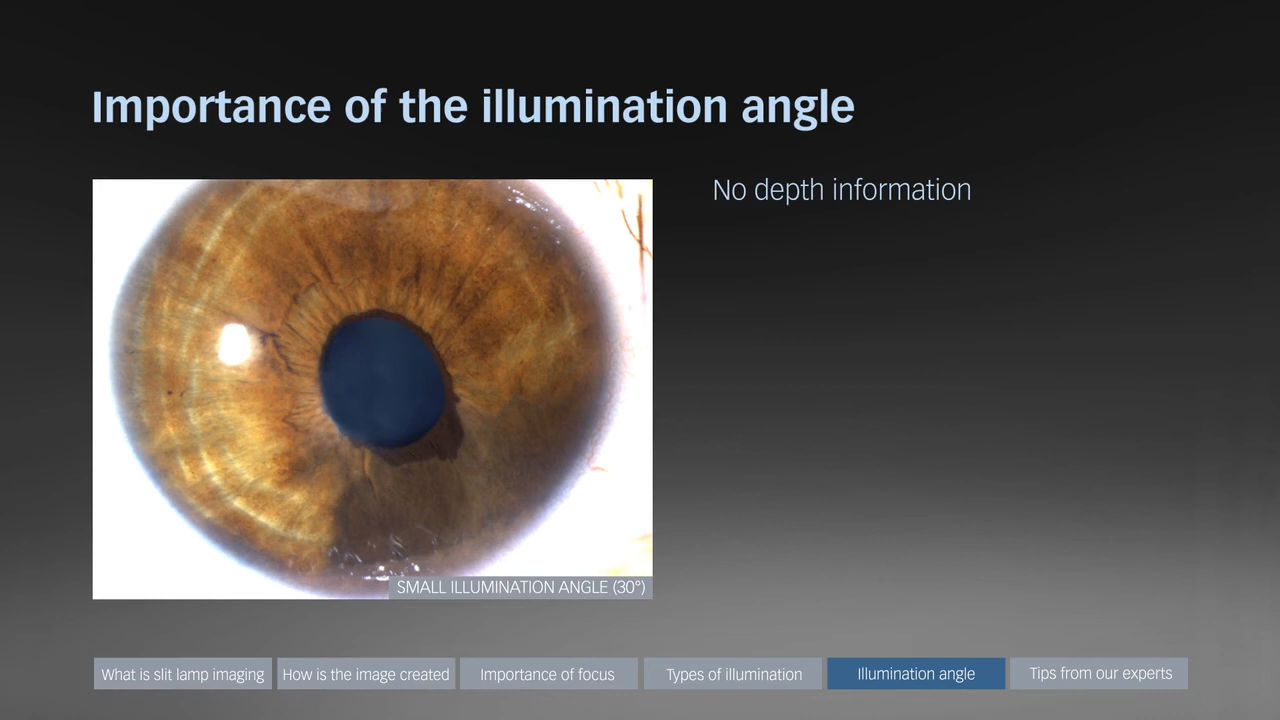 Importance of the illumination angle
No depth information
SMALL ILLUMINATION ANGLE (30°)
What is slit lamp imaging
How is the image created
Importance of focus
Types of illumination
Illumination angle
Tips from our experts